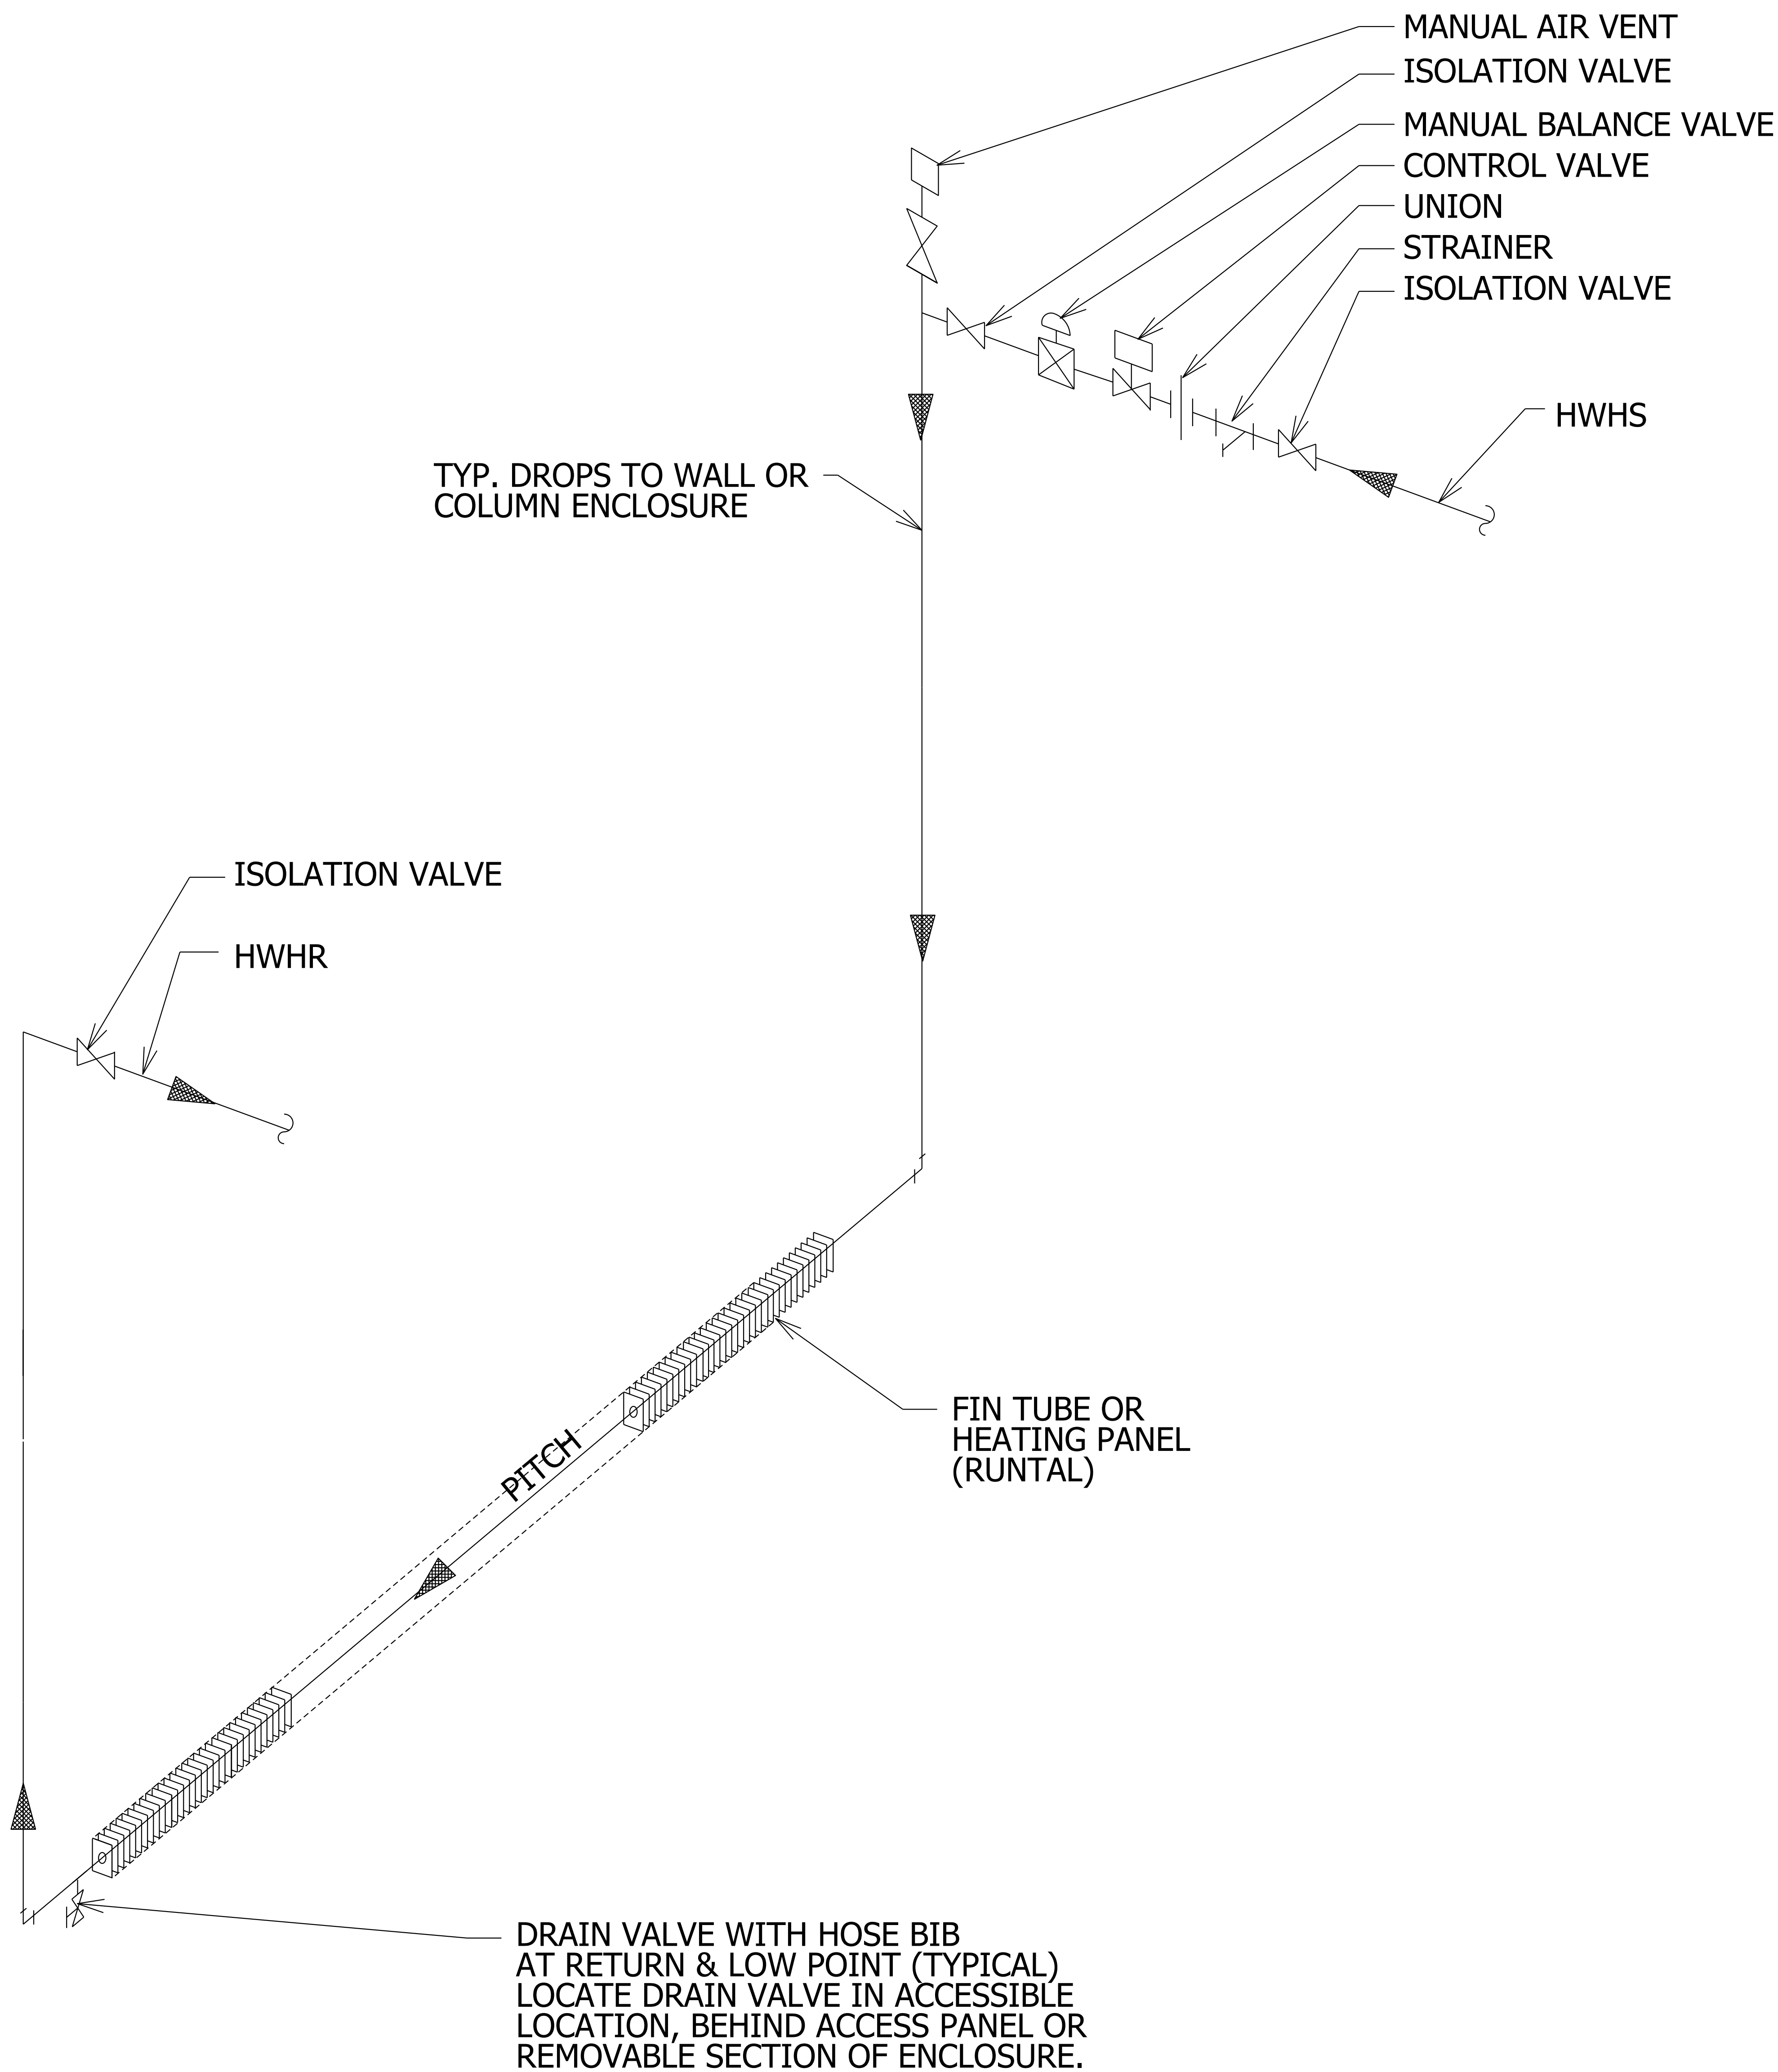 MANUAL AIR VENT
ISOLATION VALVE
MANUAL BALANCE VALVE
CONTROL VALVE
UNION
STRAINER
ISOLATION VALVE
HWHS
TYP. DROPS TO WALL OR
COLUMN ENCLOSURE
ISOLATION VALVE
HWHR
FIN TUBE OR
HEATING PANEL
(RUNTAL)
PITCH
DRAIN VALVE WITH HOSE BIB
AT RETURN & LOW POINT (TYPICAL)
LOCATE DRAIN VALVE IN ACCESSIBLE
LOCATION, BEHIND ACCESS PANEL OR
REMOVABLE SECTION OF ENCLOSURE.